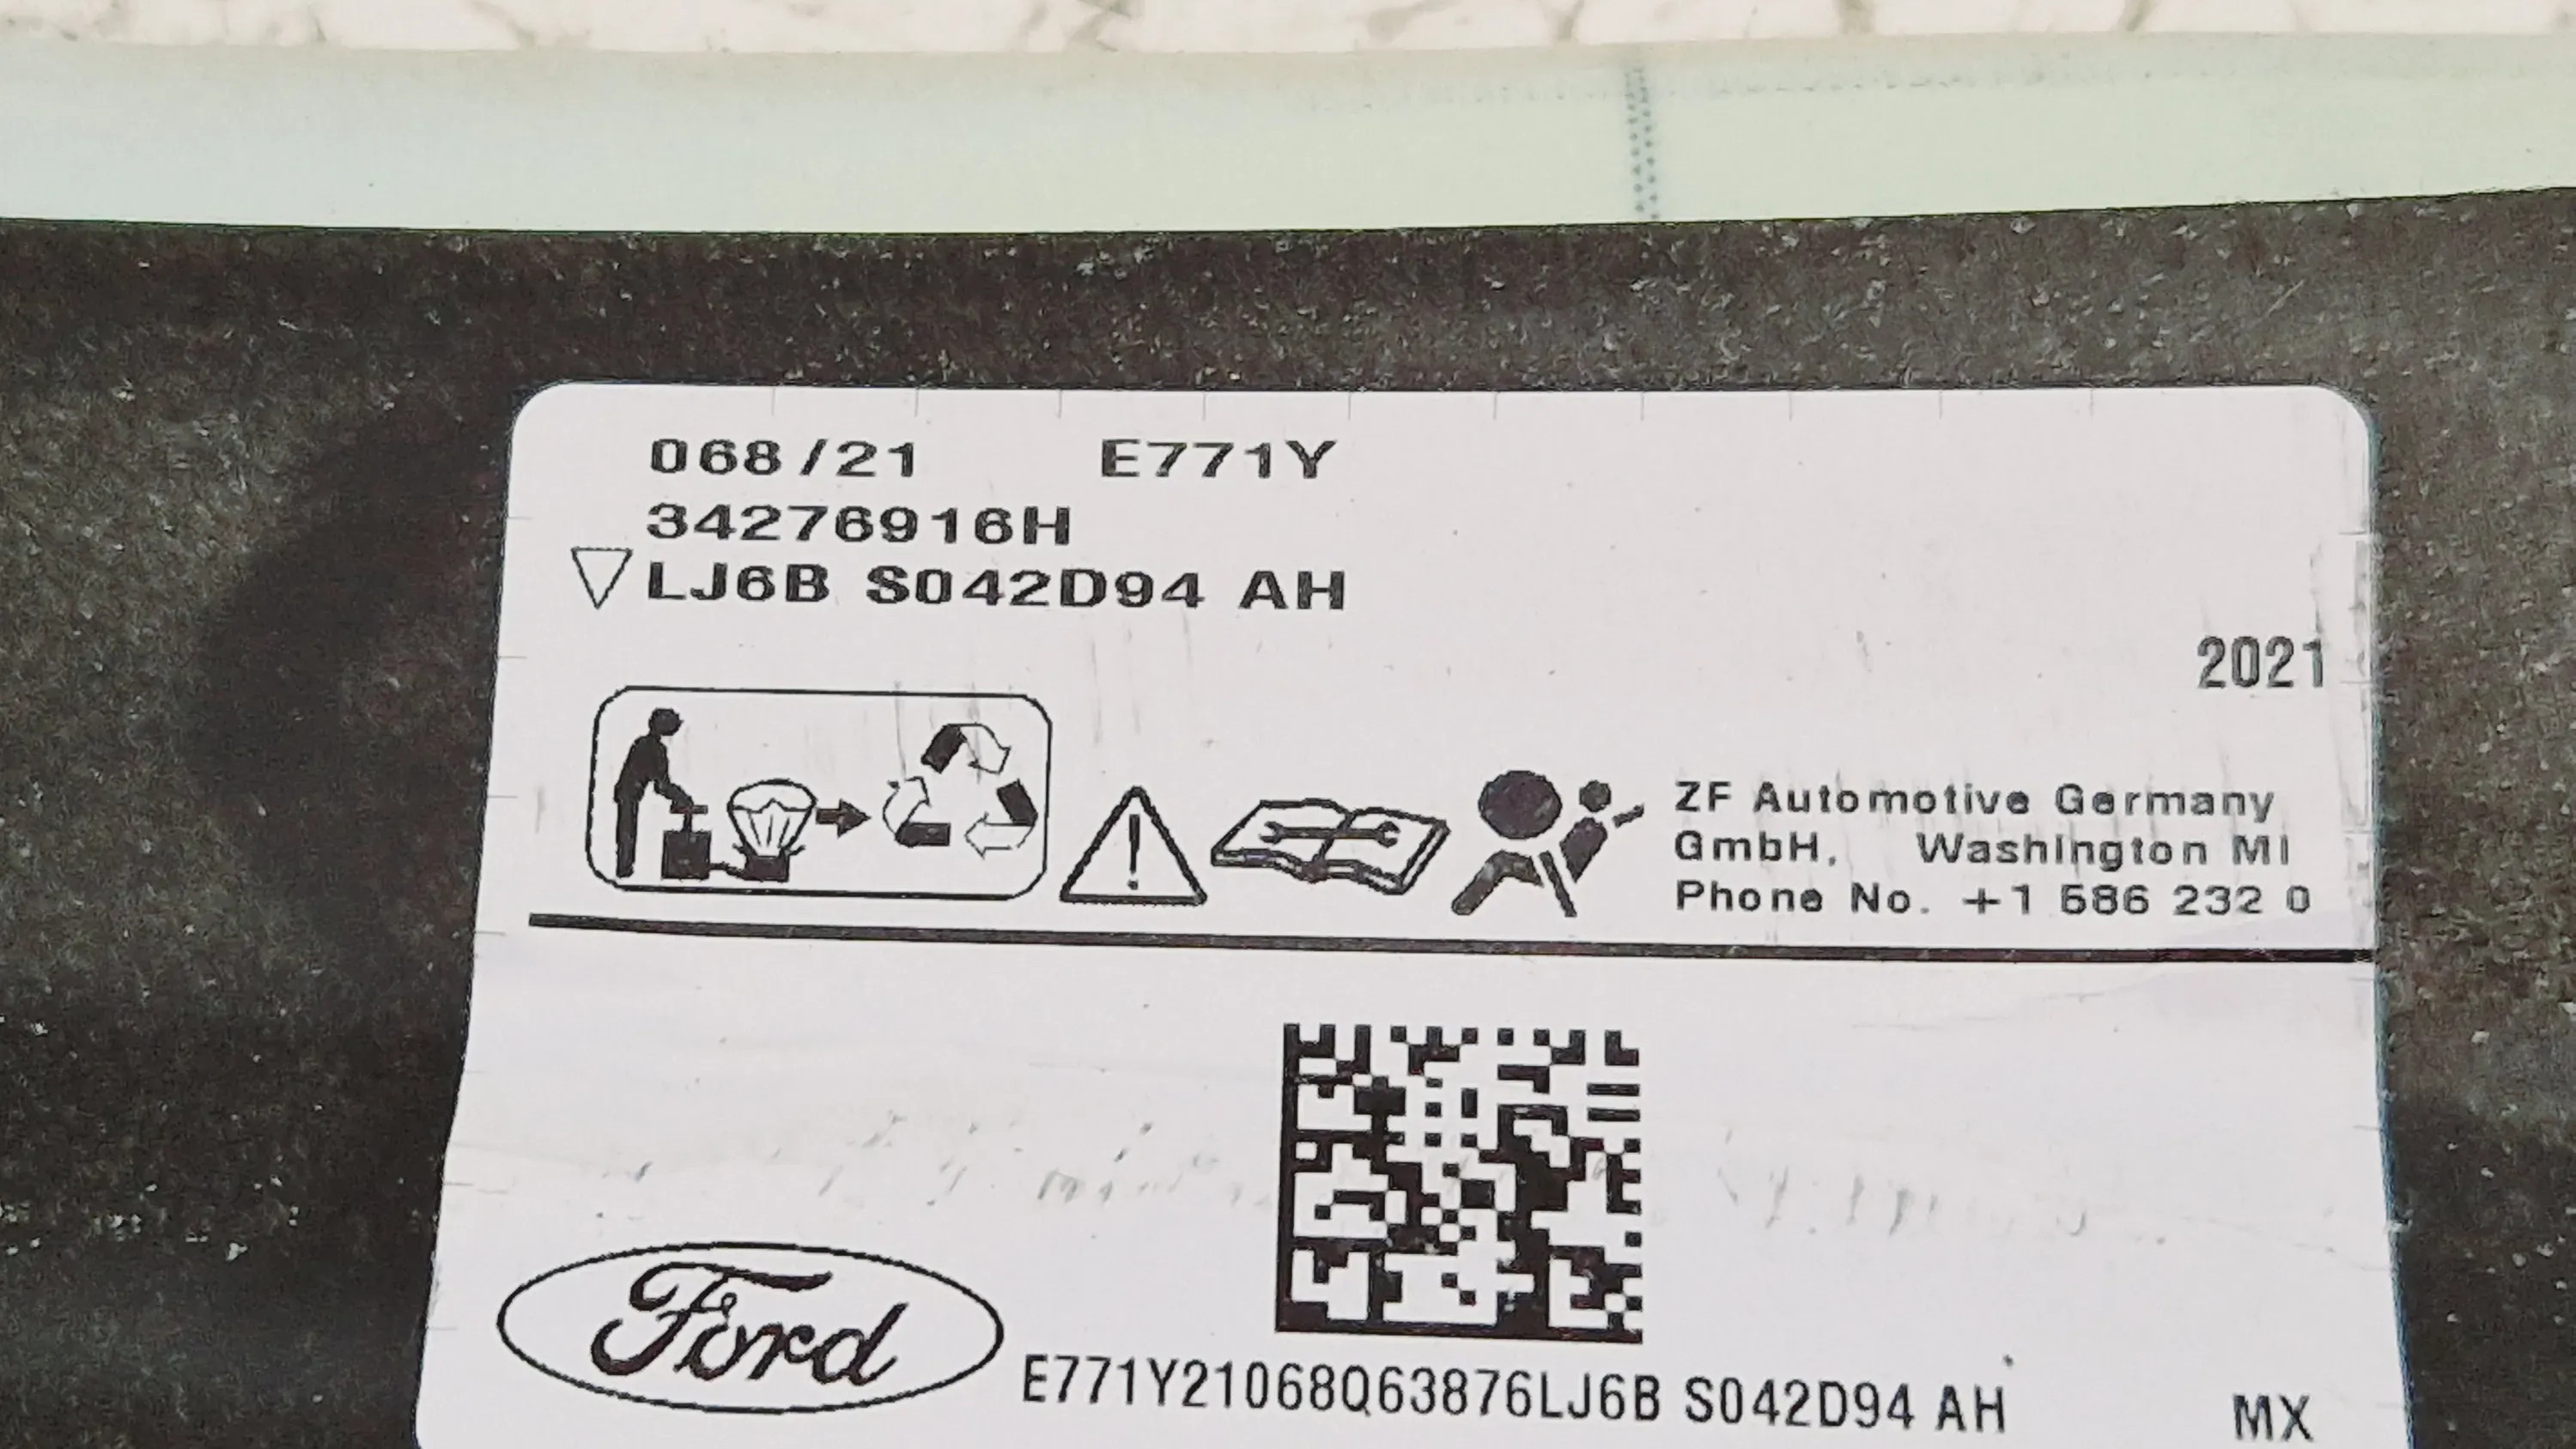 068/21 E771Y
34276916H
LJ6B S042D94 AH
2021
ZF Automotive Germany
GmbH, Washington MI
Phone No. +1 586 232 0
Ford
E771Y21068Q63876LJ6B S042D94 AH
MX